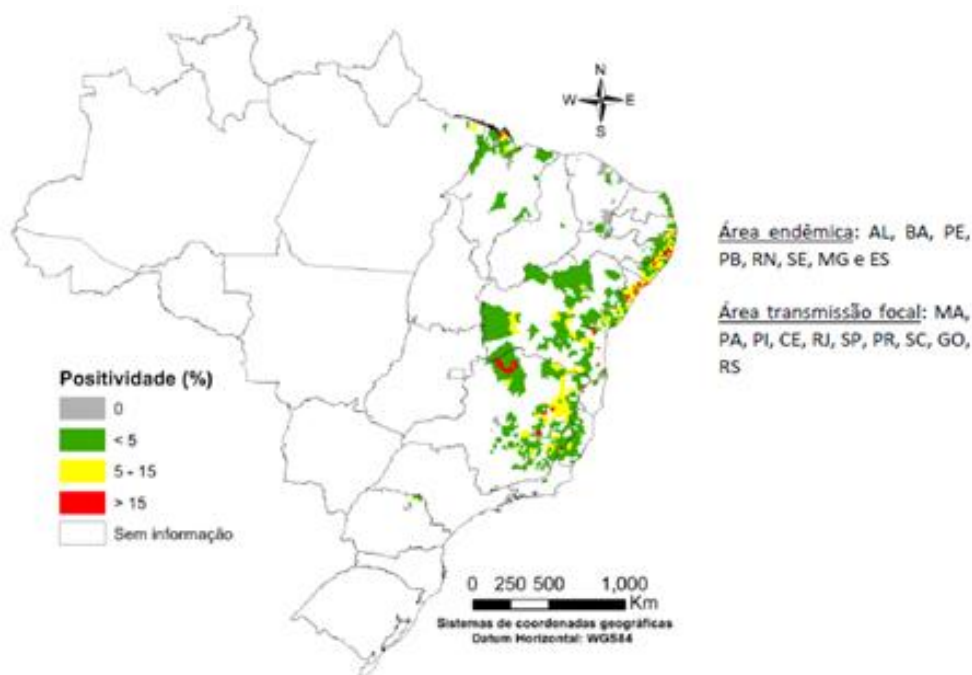 N
W E
S
Área endêmica: AL, BA, PE,
PB, RN, SE, MG e ES
Área transmissão focal: MA,
PA, PI, CE, RJ, SP, PR, SC, GO,
RS
Positividade (%)
0
< 5
5 - 15
> 15
Sem informação
0 250 500 1,000
Km
Sistemas de coordenadas geográficas
Datum Horizontal: WGS84